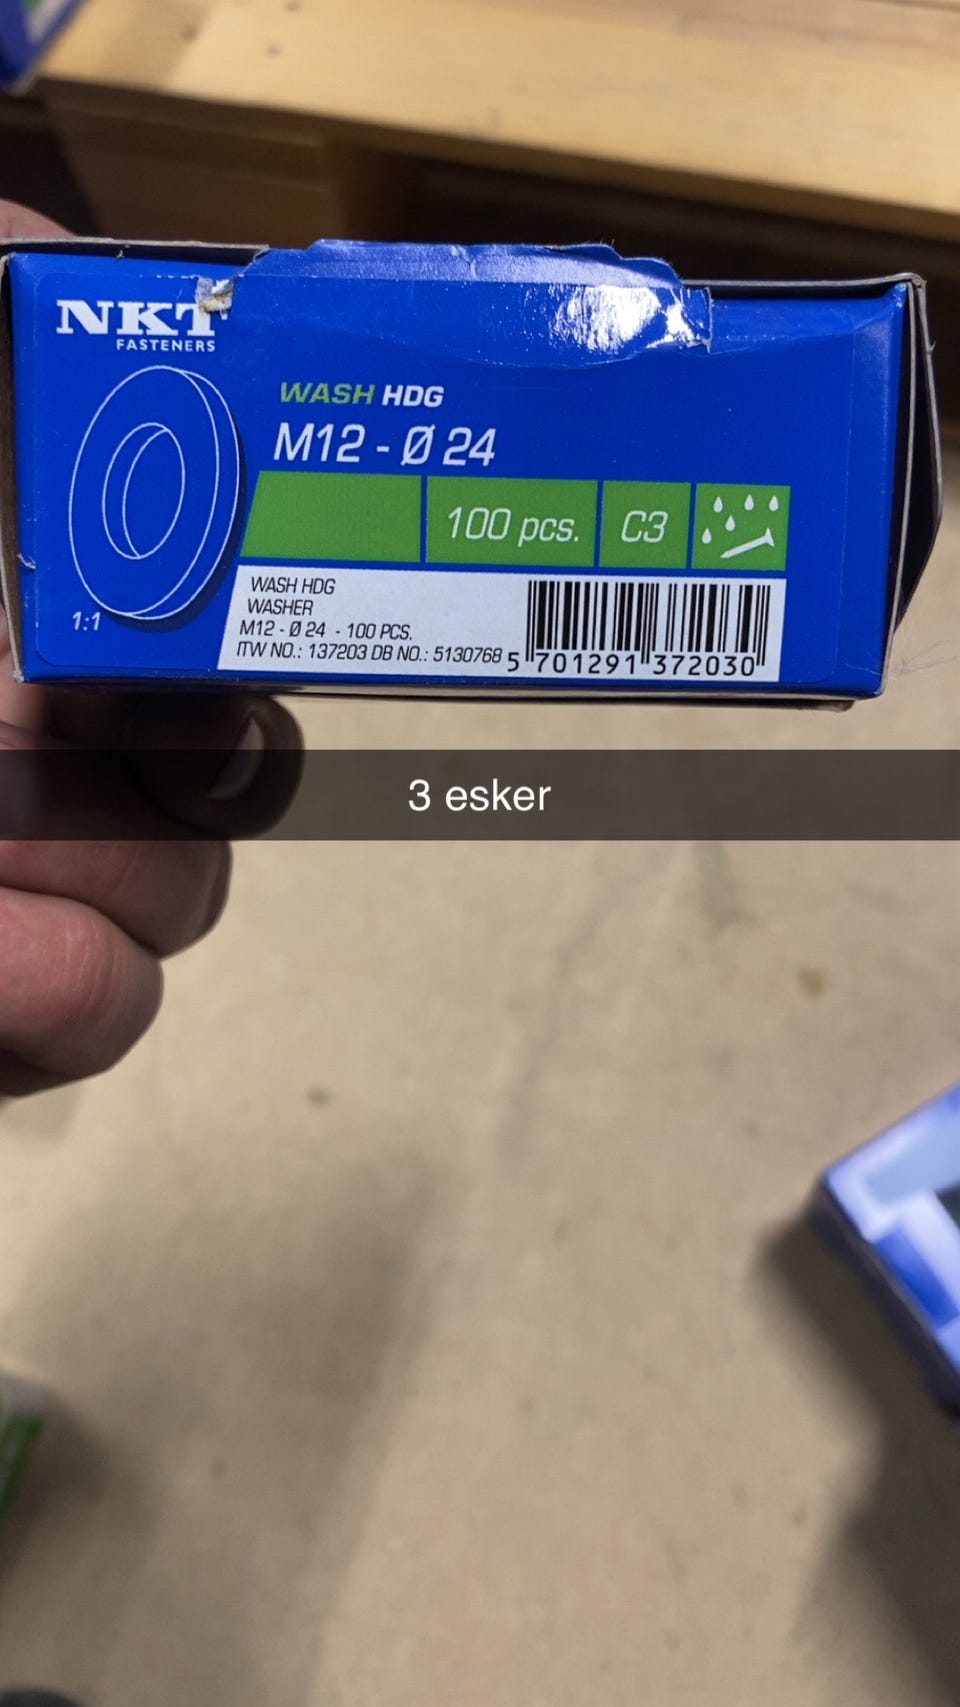 NKT
FASTENERS
WASH HDG
M12 - Ø 24
100 pcs.
C3
1:1
WASH HDG
WASHER
M12 - Ø 24 - 100 PCS.
ITW NO.: 137203 DB NO.: 5130768
5 701291 372030
3 esker